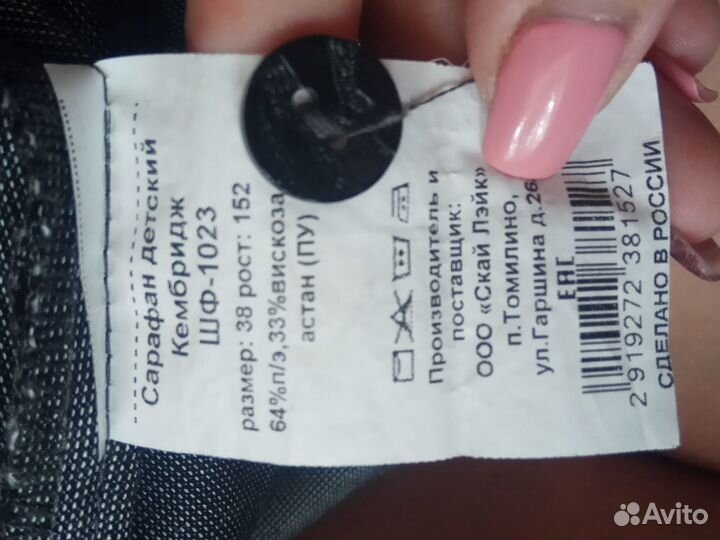 Сарафан детский
Кембридж
ШФ-1023
размер: 38 рост: 152
64%п/э,33%вискоза
астан (ПУ)
Производитель и
поставщик:
ООО «Скай Лэйк»
п.Томилино,
ул.Гаршина д.26
ЕАС
2 919272 381527
СДЕЛАНО В РОССИИ
Avito